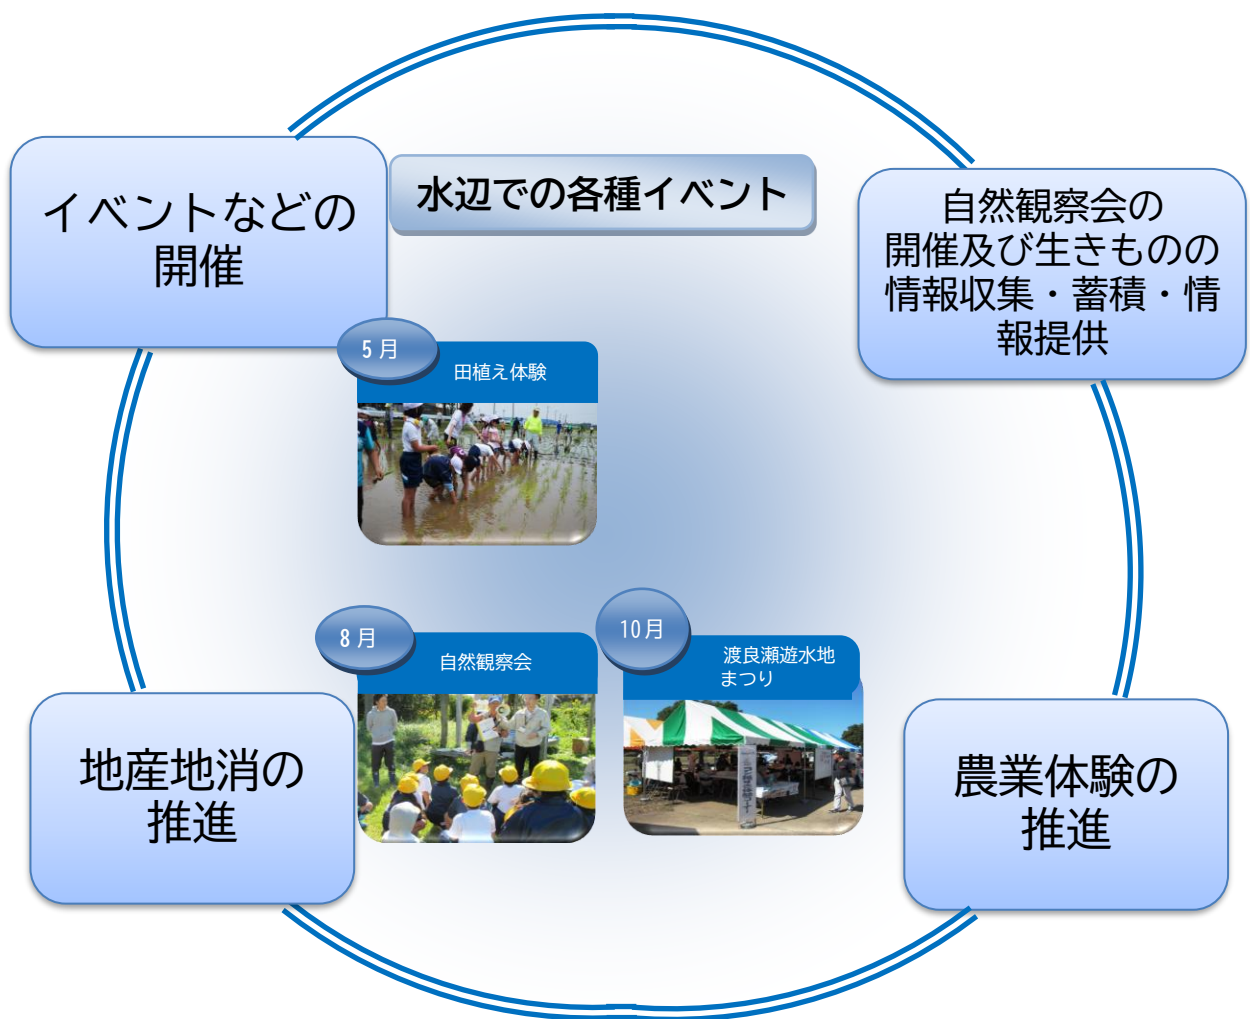 水辺での各種イベント
イベントなどの
開催
自然観察会の
開催及び生きものの
情報収集・蓄積・情
報提供
5月
田植え体験
8月
自然観察会
10月
渡良瀬遊水地
まつり
地産地消の
推進
農業体験の
推進